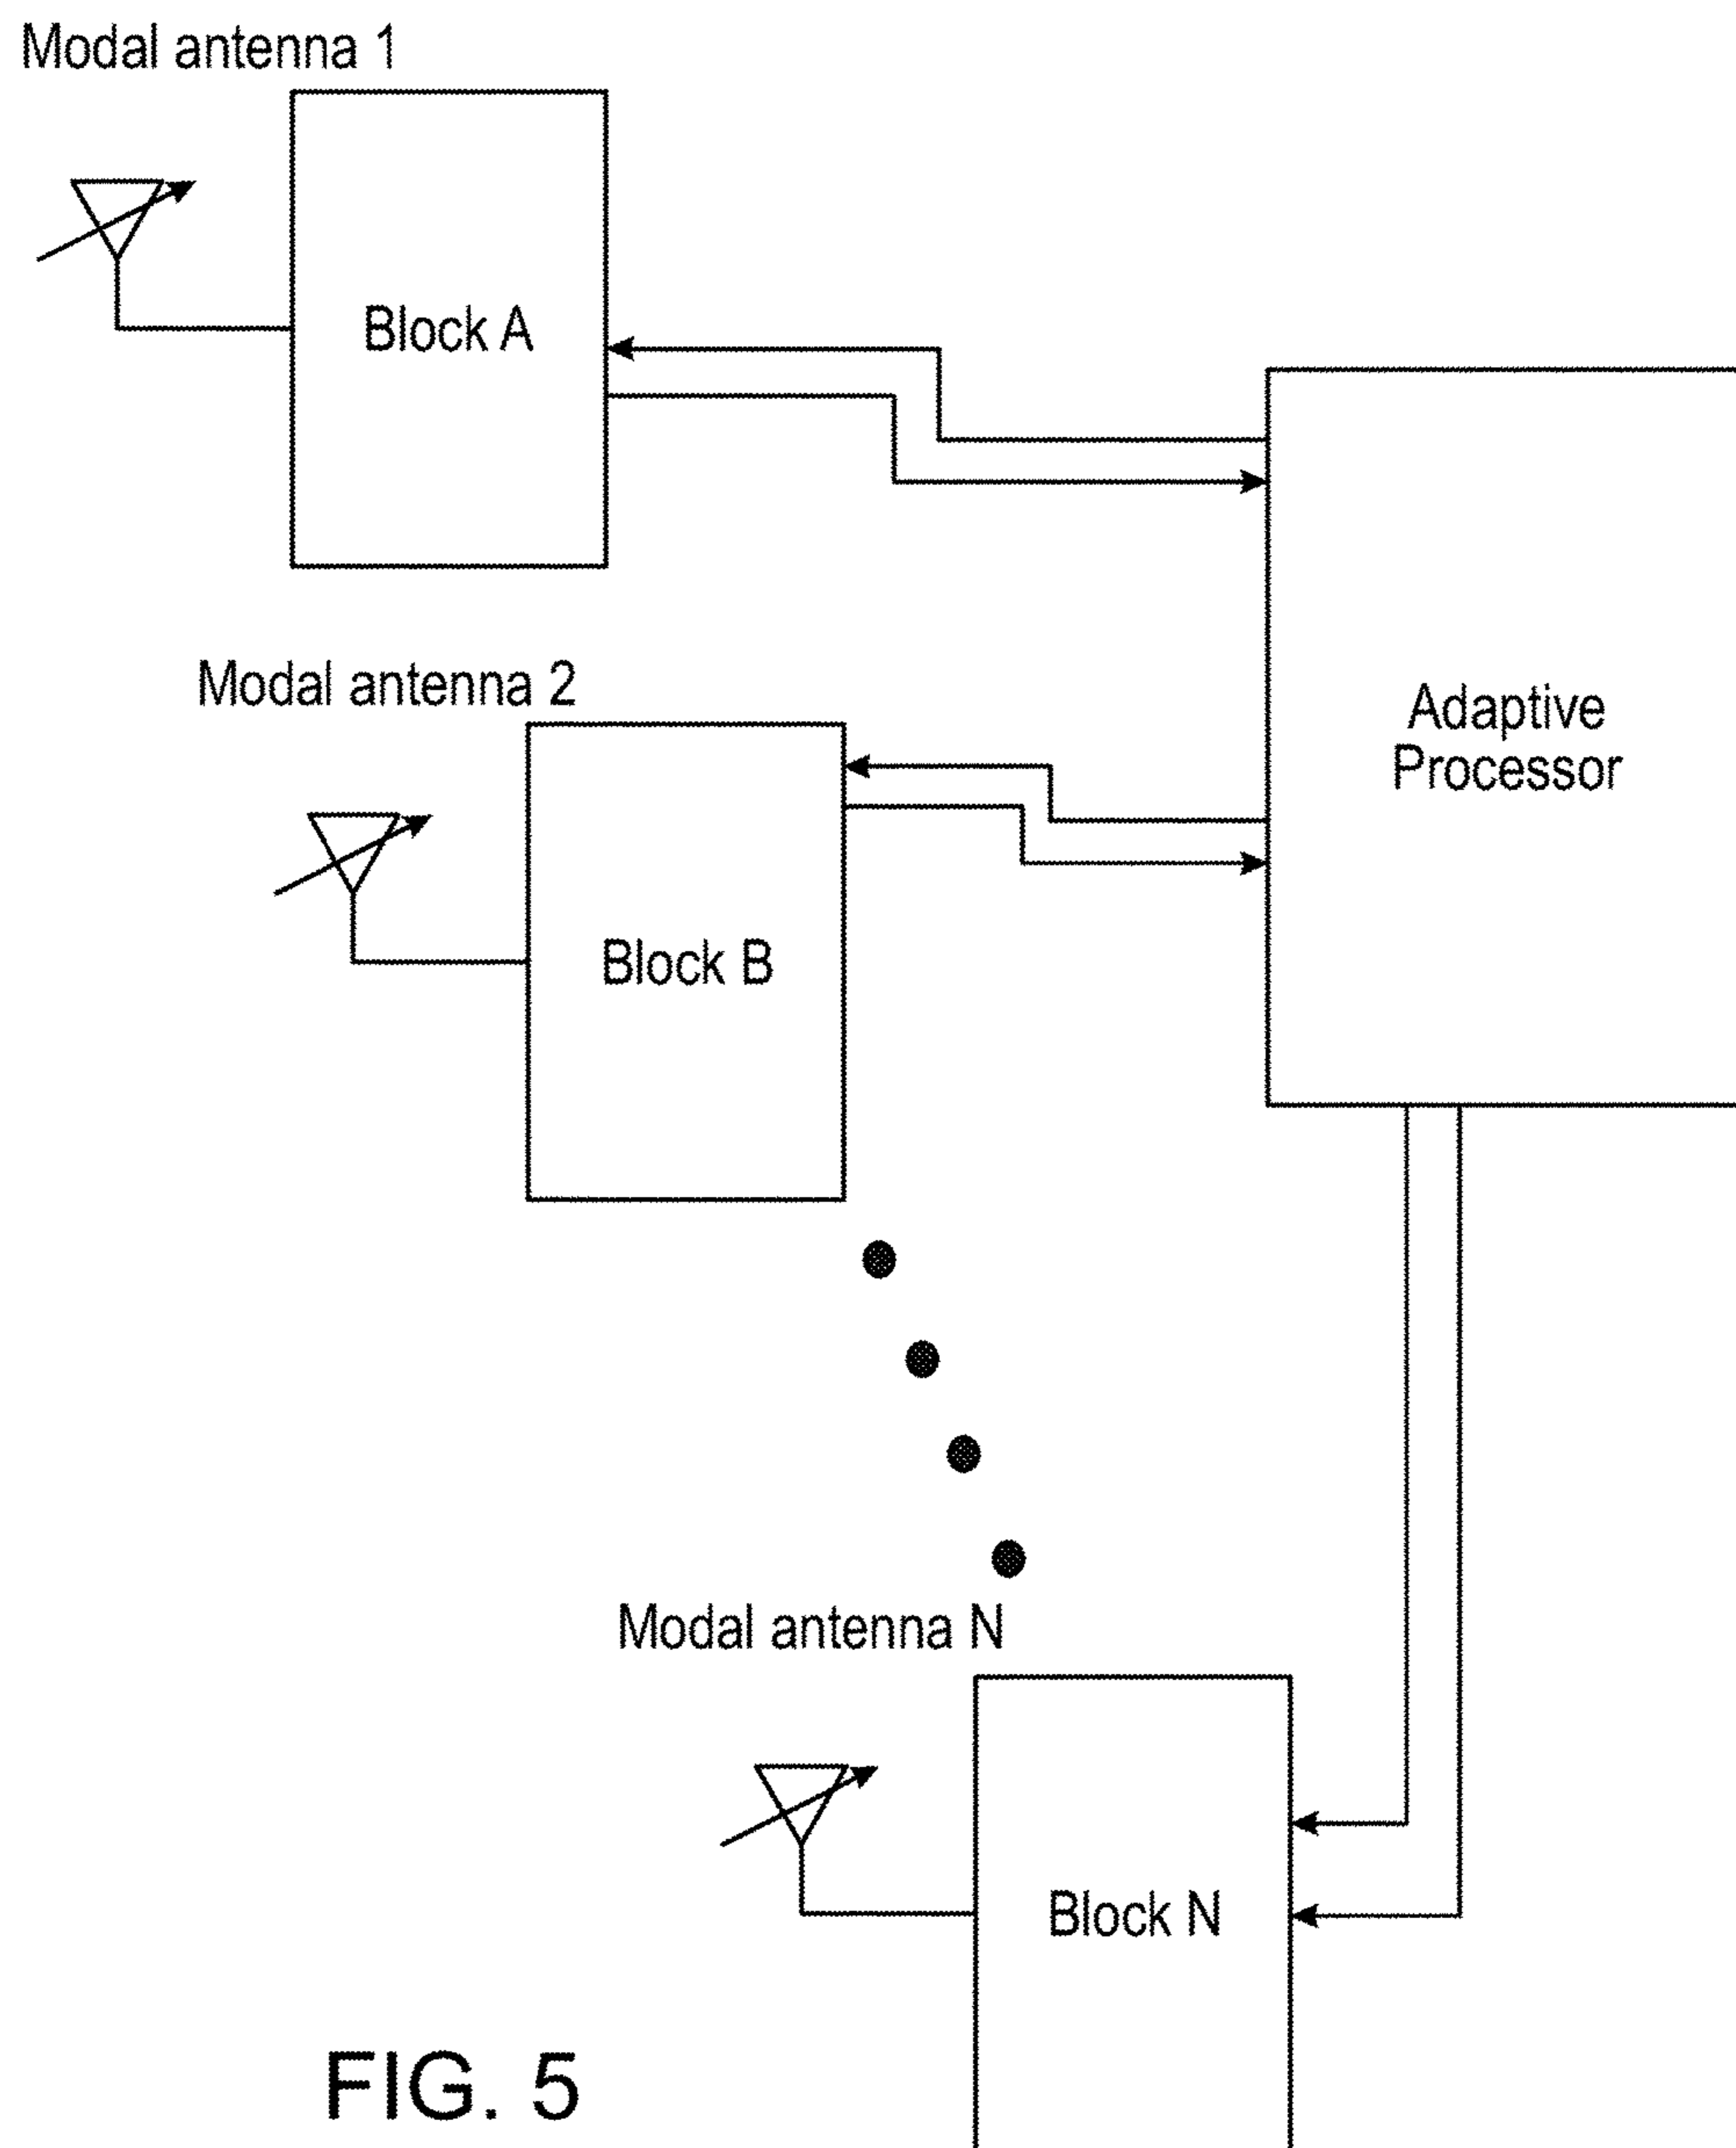 Modal antenna 1
Block A
Modal antenna 2
Adaptive
Processor
Block B
Modal antenna N
Block N
FIG. 5